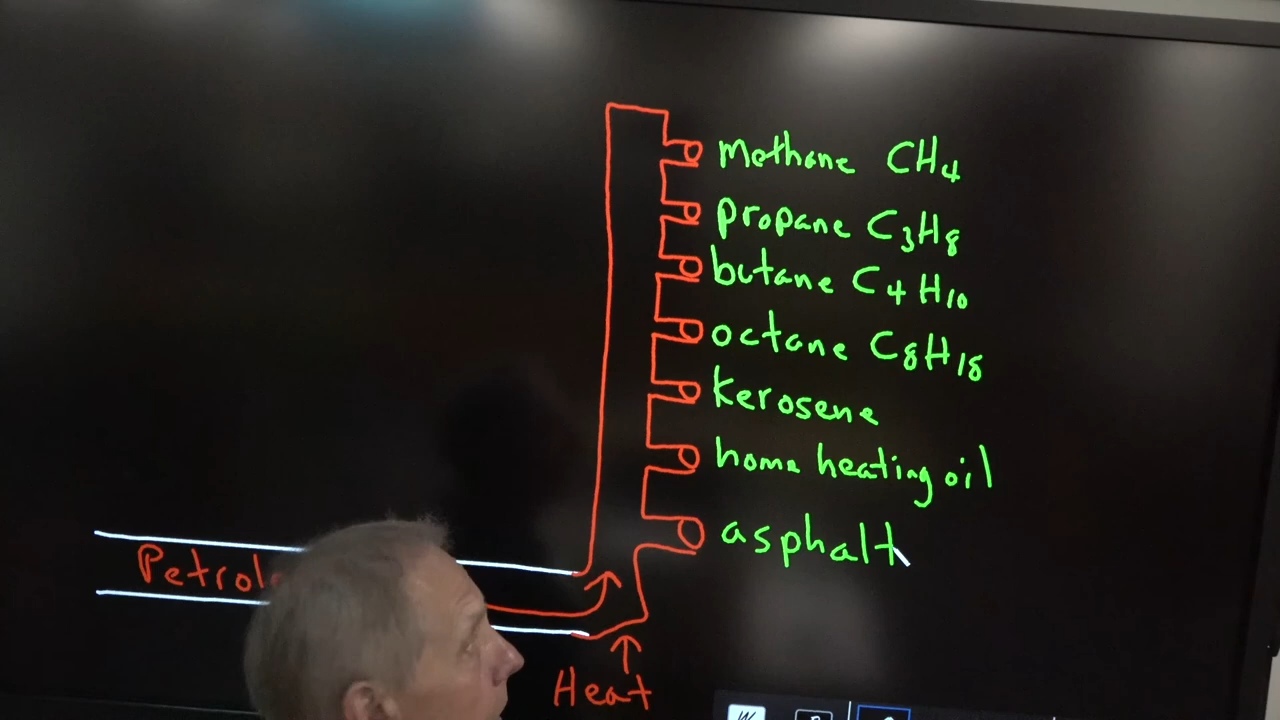 methane CH4
propane C3H8
butane C4H10
octane C8H18
kerosene
home heating oil
asphalt
Heat